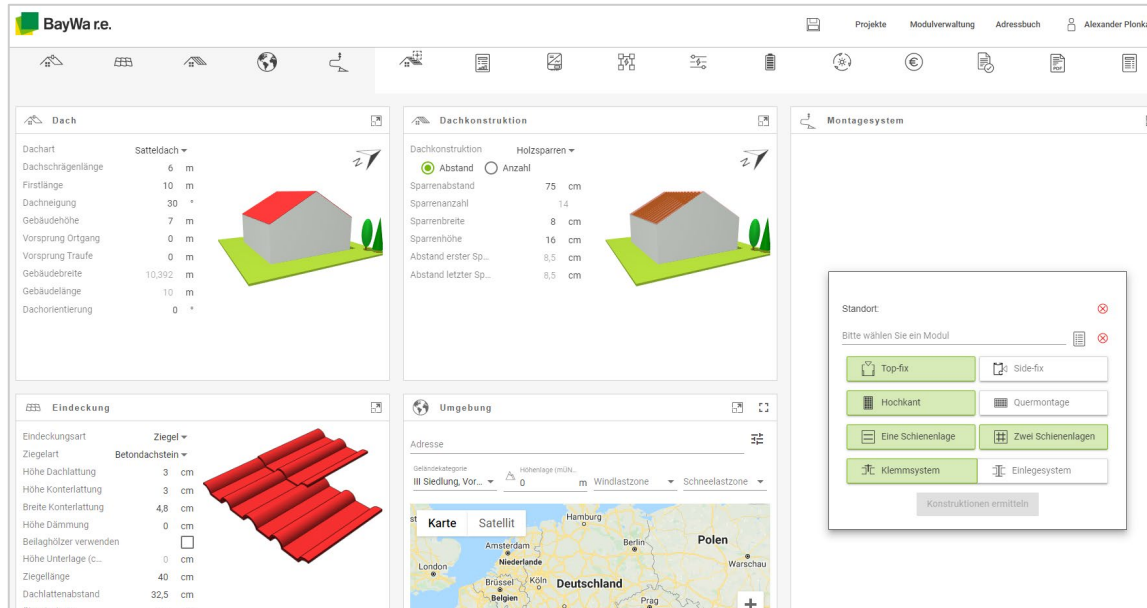 BayWa r.e.
Projekte
Modulverwaltung
Adressbuch
Alexander Plonka
Dach
Dachart Satteldach
Dachschrägenlänge 6 m
Firstlänge 10 m
Dachneigung 30 °
Gebäudehöhe 7 m
Vorsprung Ortgang 0 m
Vorsprung Traufe 0 m
Gebäudebreite 10,392 m
Gebäudelänge 10 m
Dachorientierung 0 °
Dachkonstruktion
Dachkonstruktion Holzsparren
Abstand Anzahl
Sparrenabstand 75 cm
Sparrenanzahl 14
Sparrenbreite 8 cm
Sparrenhöhe 16 cm
Abstand erster Sp... 8,5 cm
Abstand letzter Sp... 8,5 cm
Montagesystem
Standort:
Bitte wählen Sie ein Modul
Top-fix Side-fix
Hochkant Quermontage
Eine Schienenlage Zwei Schienenlagen
Klemmsystem Einlegesystem
Konstruktionen ermitteln
Eindeckung
Eindeckungsart Ziegel
Ziegelart Betondachstein
Höhe Dachlattung 3 cm
Höhe Konterlattung 3 cm
Breite Konterlattung 4,8 cm
Höhe Dämmung 0 cm
Beilaghölzer verwenden
Höhe Unterlage (c... 0 cm
Ziegellänge 40 cm
Dachlattenabstand 32,5 cm
Umgebung
Adresse
Geländekategorie
III Siedlung, Vor...
Höhenlage (müN...
0 m
Windlastzone
Schneelastzone
Karte Satellit
Hamburg
Amsterdam
Berlin
Polen
Niederlande
London
Warschau
Brüssel
Köln
Deutschland
Belgien
Prag